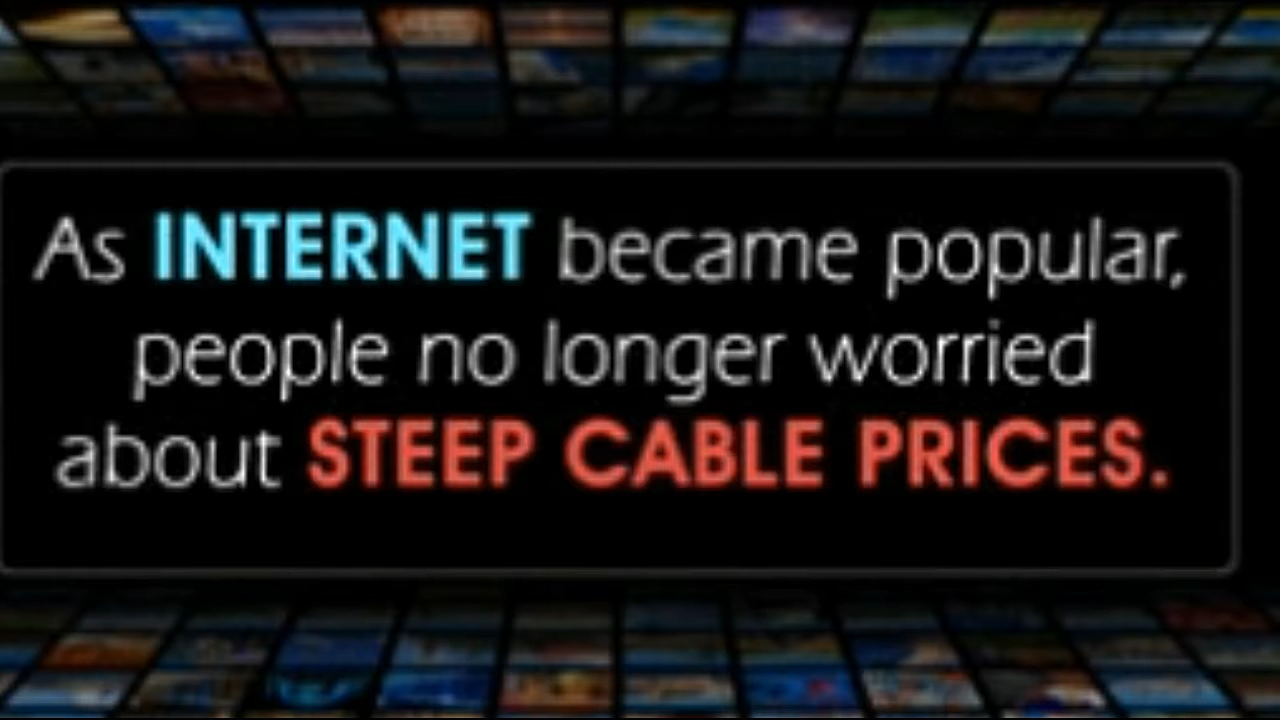 As INTERNET became popular,
people no longer worried
about STEEP CABLE PRICES.